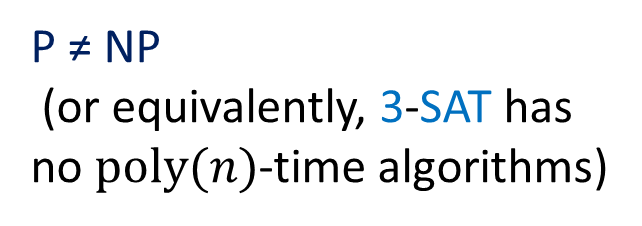 P ≠ NP
(or equivalently, 3-SAT has
no poly(n)-time algorithms)